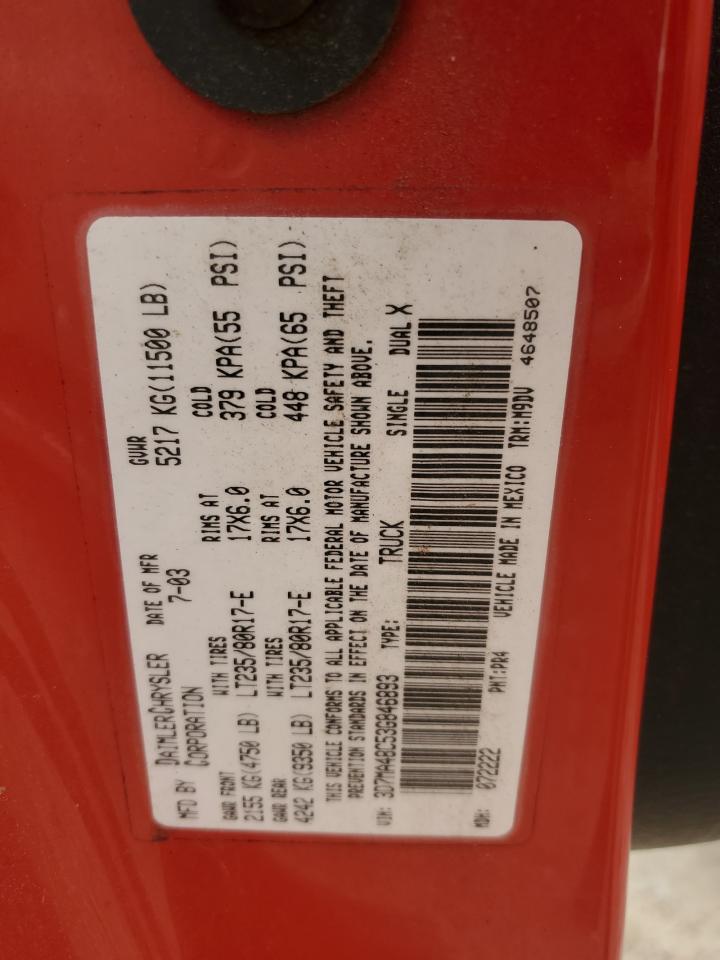 MFD BY DAIMLERCHRYSLER CORPORATION
DATE OF MFR 7-03
GVWR 5217 KG(11500 LB)
GAWR FRONT WITH TIRES RIMS AT COLD
2155 KG(4750 LB) LT235/80R17-E 17X6.0 379 KPA(55 PSI)
GAWR REAR WITH TIRES RIMS AT COLD
4242 KG(9350 LB) LT235/80R17-E 17X6.0 448 KPA(65 PSI)
THIS VEHICLE CONFORMS TO ALL APPLICABLE FEDERAL MOTOR VEHICLE SAFETY AND THEFT
PREVENTION STANDARDS IN EFFECT ON THE DATE OF MANUFACTURE SHOWN ABOVE.
VIN: 3D7MA48C53G846893 TYPE: TRUCK SINGLE DUAL X
MDH: 072222 PNT:PR4 VEHICLE MADE IN MEXICO TRM:M9DV 4648507